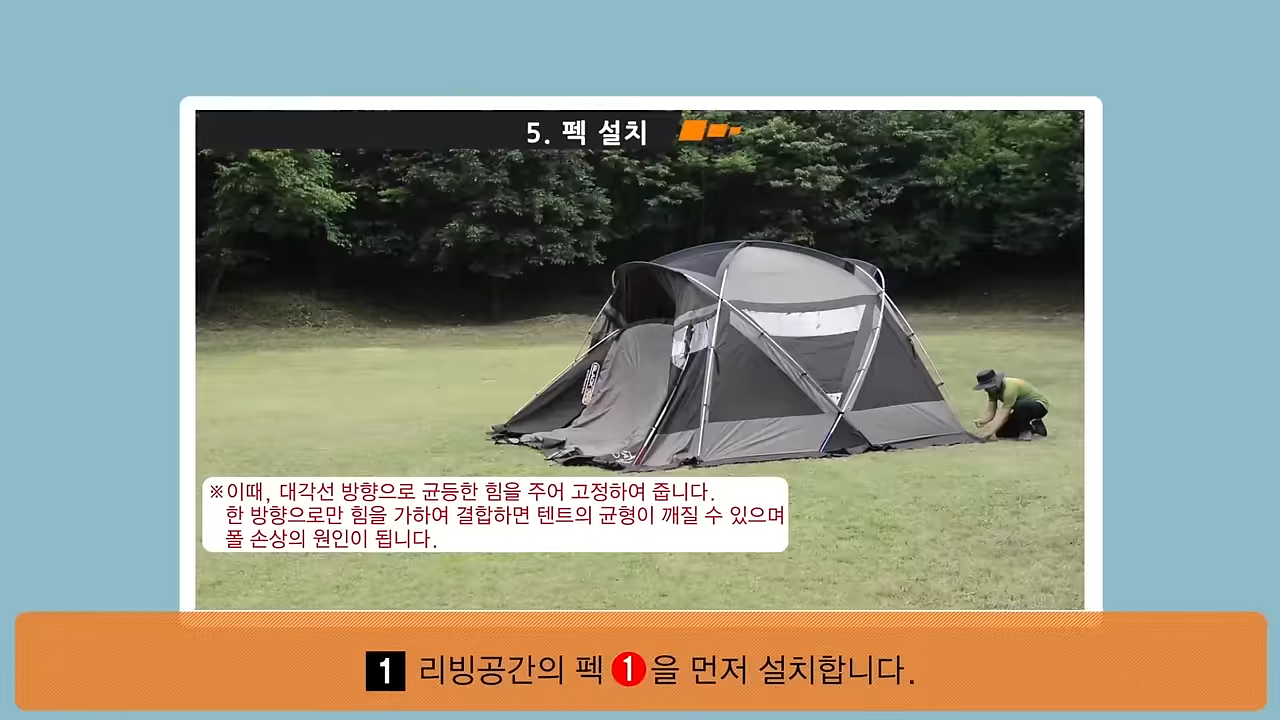 5. 펙 설치
BLACK
※이때, 대각선 방향으로 균등한 힘을 주어 고정하여 줍니다.
한 방향으로만 힘을 가하여 결합하면 텐트의 균형이 깨질 수 있으며
폴 손상의 원인이 됩니다.
1 리빙공간의 펙 1 을 먼저 설치합니다.